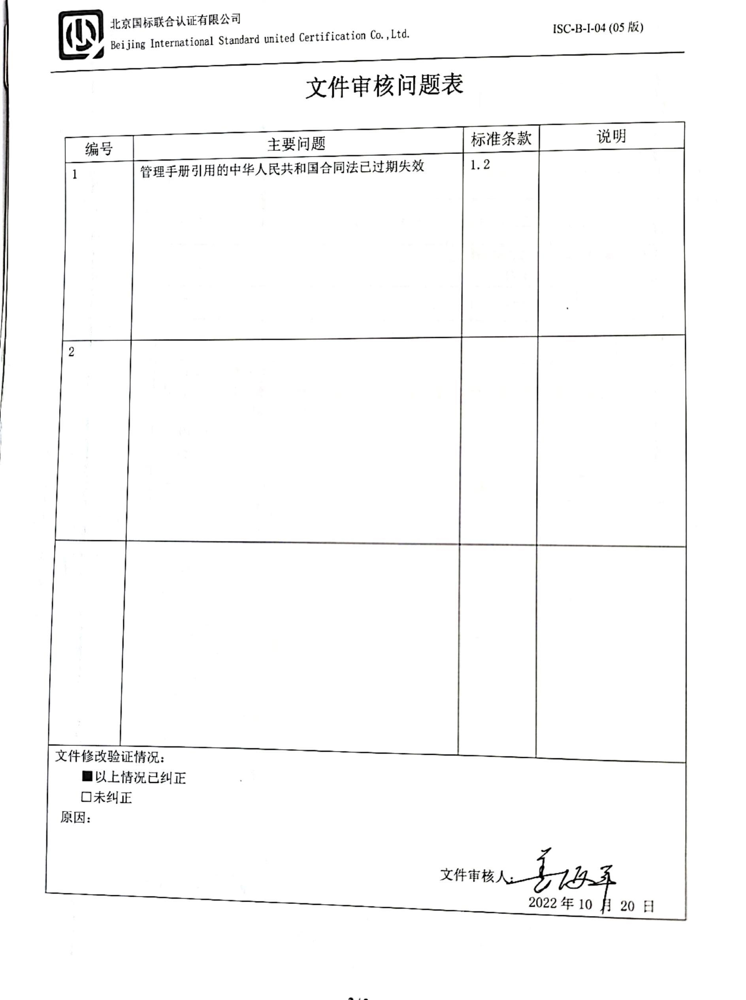 北京国标联合认证有限公司
Beijing International Standard united Certification Co.,Ltd.
ISC-B-I-04 (05 版)
文件审核问题表
编号 主要问题 标准条款 说明
1 管理手册引用的中华人民共和国合同法已过期失效 1.2
2
文件修改验证情况：
■以上情况已纠正
□未纠正
原因：
文件审核人：
2022 年 10 月 20 日